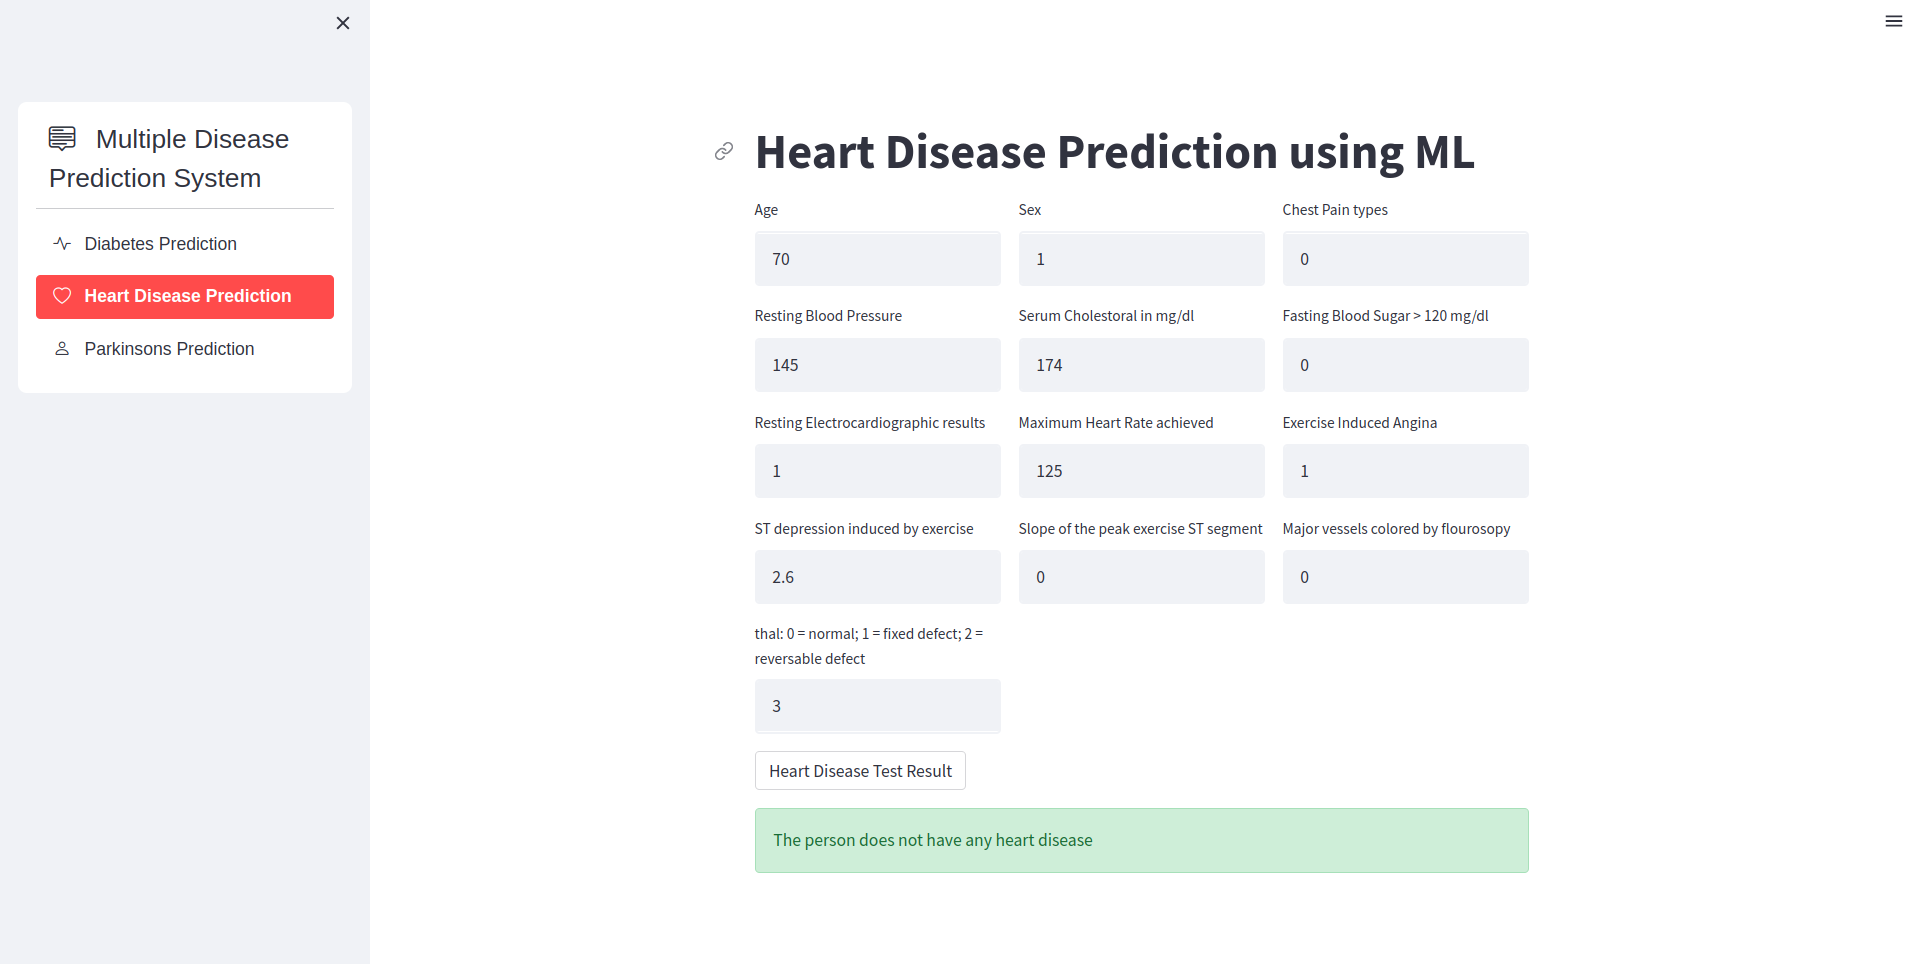 Multiple Disease
Prediction System
Diabetes Prediction
Heart Disease Prediction
Parkinsons Prediction
Heart Disease Prediction using ML
Age Sex Chest Pain types
70 1 0
Resting Blood Pressure Serum Cholestoral in mg/dl Fasting Blood Sugar > 120 mg/dl
145 174 0
Resting Electrocardiographic results Maximum Heart Rate achieved Exercise Induced Angina
1 125 1
ST depression induced by exercise Slope of the peak exercise ST segment Major vessels colored by flourosopy
2.6 0 0
thal: 0 = normal; 1 = fixed defect; 2 =
reversable defect
3
Heart Disease Test Result
The person does not have any heart disease